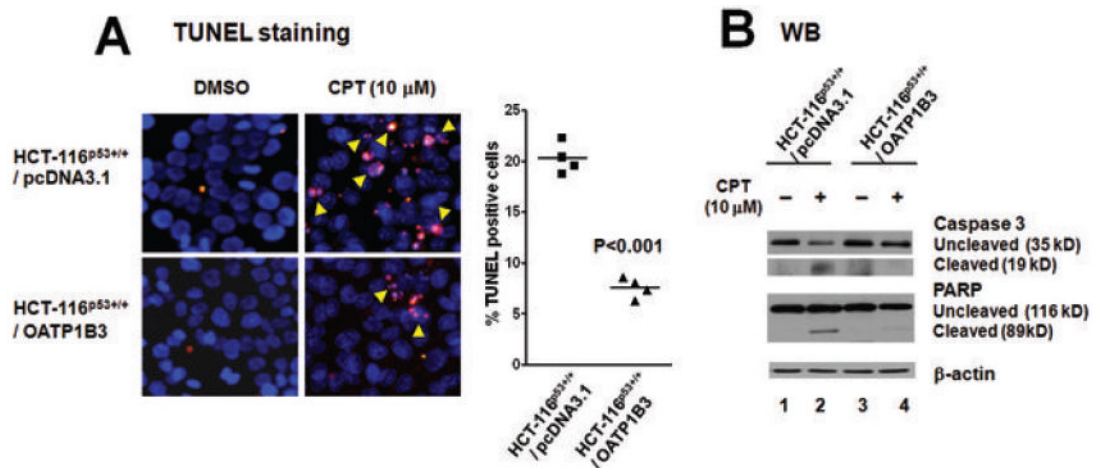 A TUNEL staining
DMSO CPT (10 µM)
HCT-116p53+/+
/ pcDNA3.1
HCT-116p53+/+
/ OATP1B3
% TUNEL positive cells
25
20
15
10
5
0
P<0.001
HCT-116p53+/+
/pcDNA3.1
HCT-116p53+/+
/OATP1B3
B WB
HCT-116p53+/+
/pcDNA3.1
HCT-116p53+/+
/OATP1B3
CPT
(10 µM)
– + – +
Caspase 3
Uncleaved (35 kD)
Cleaved (19 kD)
PARP
Uncleaved (116 kD)
Cleaved (89kD)
β-actin
1 2 3 4